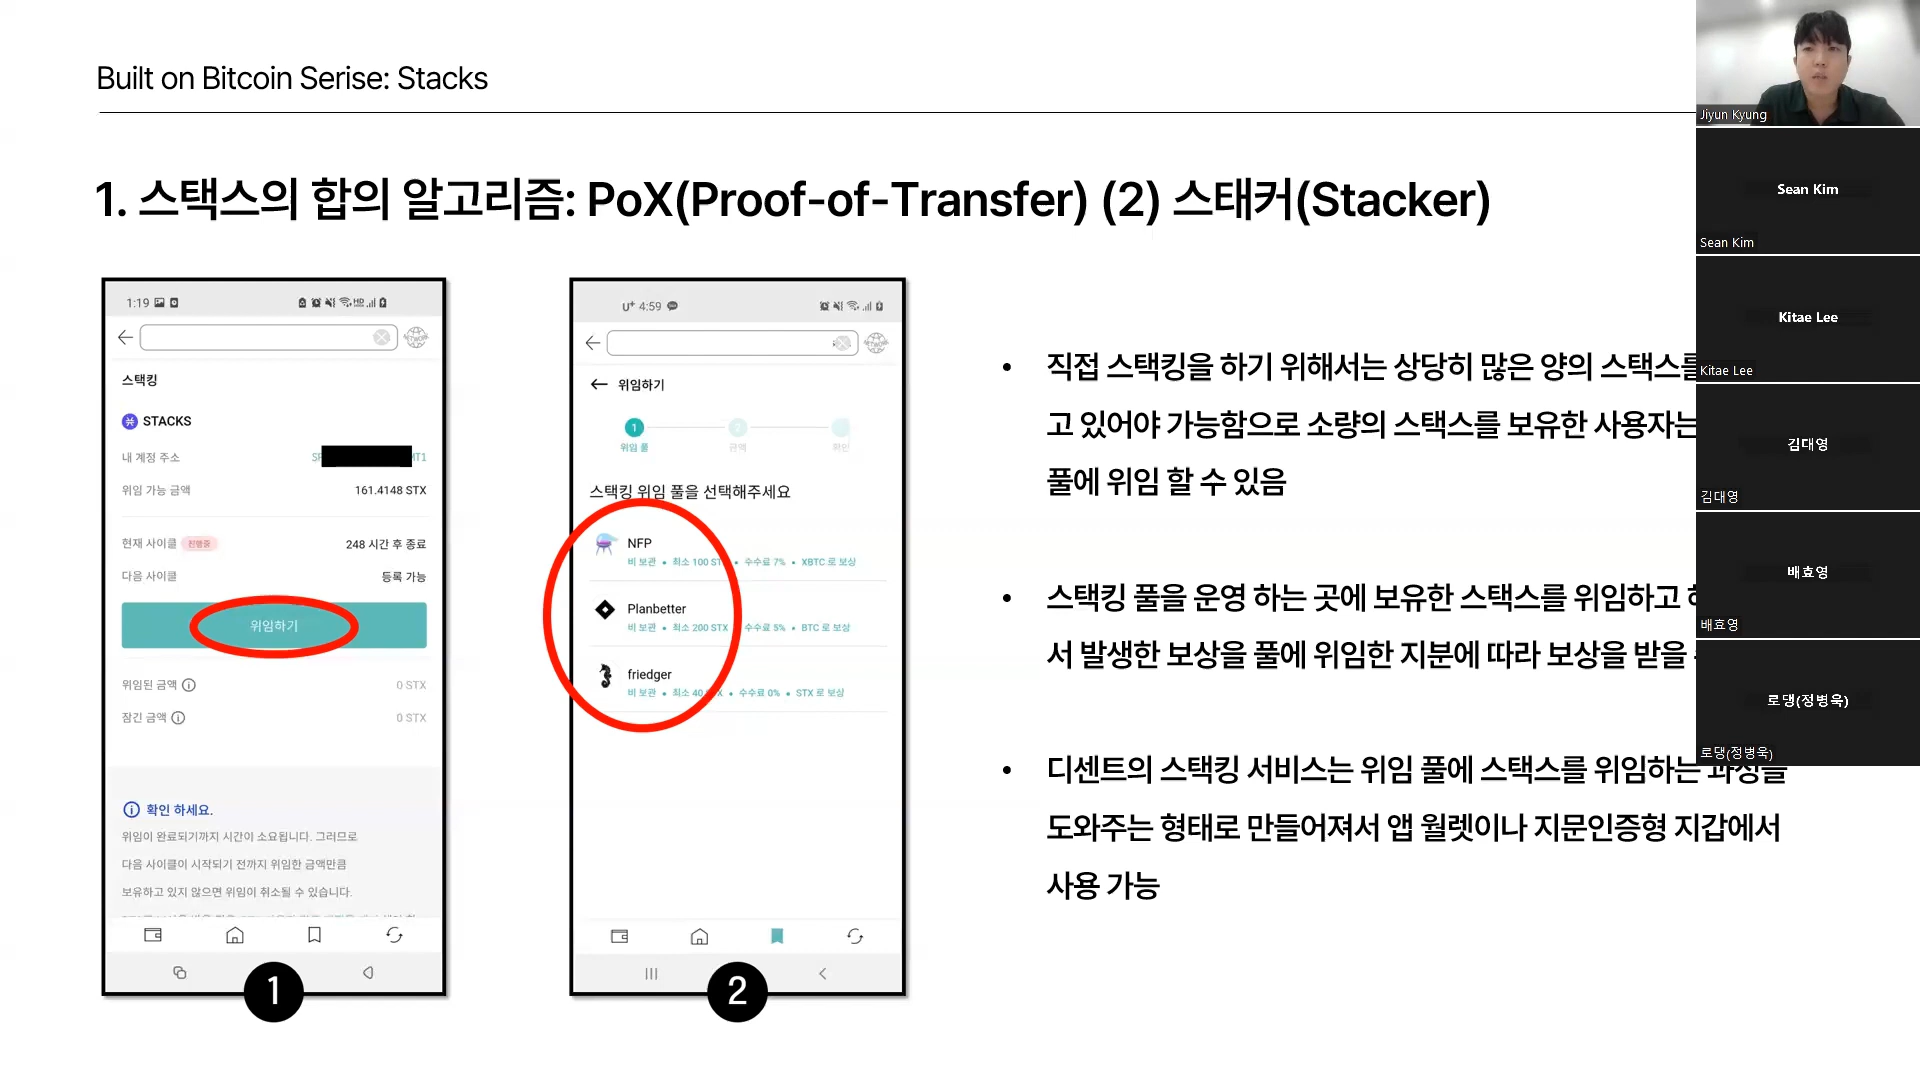 Built on Bitcoin Serise: Stacks
1. 스택스의 합의 알고리즘: PoX(Proof-of-Transfer) (2) 스태커(Stacker)
1:19
스택킹
STACKS
내 계정 주소
위임 가능 금액 161.4148 STX
현재 사이클 진행중 248 시간 후 종료
다음 사이클 등록 가능
위임하기
위임된 금액 0 STX
잠긴 금액 0 STX
확인 하세요.
위임이 완료되기까지 시간이 소요됩니다. 그러므로
다음 사이클이 시작되기 전까지 위임한 금액만큼
보유하고 있지 않으면 위임이 취소될 수 있습니다.
1
U+ 4:59
위임하기
1 2
위임 풀 금액 확인
스택킹 위임 풀을 선택해주세요
NFP
비 보관 • 최소 100 STX • 수수료 7% • XBTC 로 보상
Planbetter
비 보관 • 최소 200 STX • 수수료 5% • BTC 로 보상
friedger
비 보관 • 최소 40 STX • 수수료 0% • STX 로 보상
2
• 직접 스택킹을 하기 위해서는 상당히 많은 양의 스택스를
고 있어야 가능함으로 소량의 스택스를 보유한 사용자는
풀에 위임 할 수 있음
• 스택킹 풀을 운영 하는 곳에 보유한 스택스를 위임하고
서 발생한 보상을 풀에 위임한 지분에 따라 보상을 받을
• 디센트의 스택킹 서비스는 위임 풀에 스택스를 위임하는 과정을
도와주는 형태로 만들어져서 앱 월렛이나 지문인증형 지갑에서
사용 가능
Jiyun Kyung
Sean Kim
Sean Kim
Kitae Lee
Kitae Lee
김대영
김대영
배효영
배효영
로댕(정병욱)
로댕(정병욱)